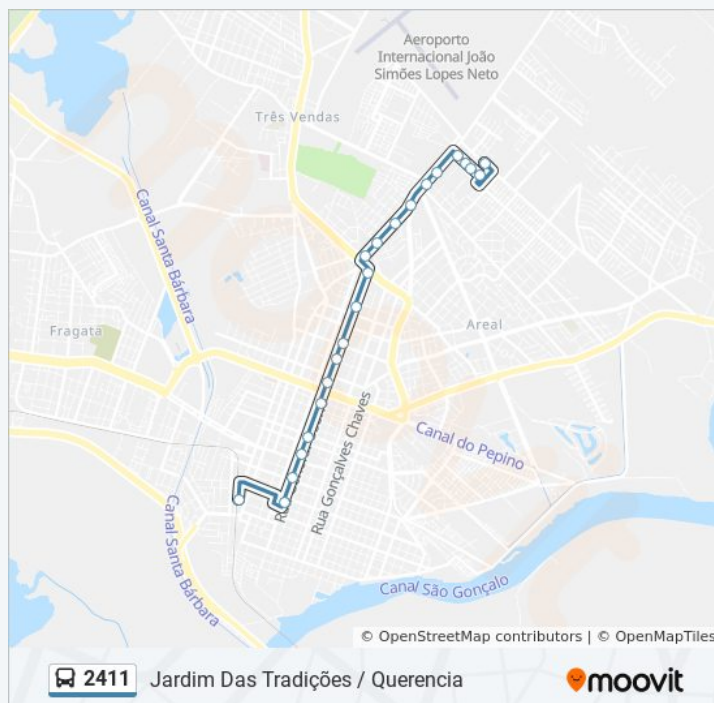 Aeroporto
Internacional João
Simões Lopes Neto
Três Vendas
Canal Santa Bárbara
Fragata
Areal
Rua Gonçalves Chaves
Canal do Pepino
Canal Santa Bárbara
Canal São Gonçalo
© OpenStreetMap contributors | © OpenMapTiles
2411 Jardim Das Tradições / Querencia
moovit